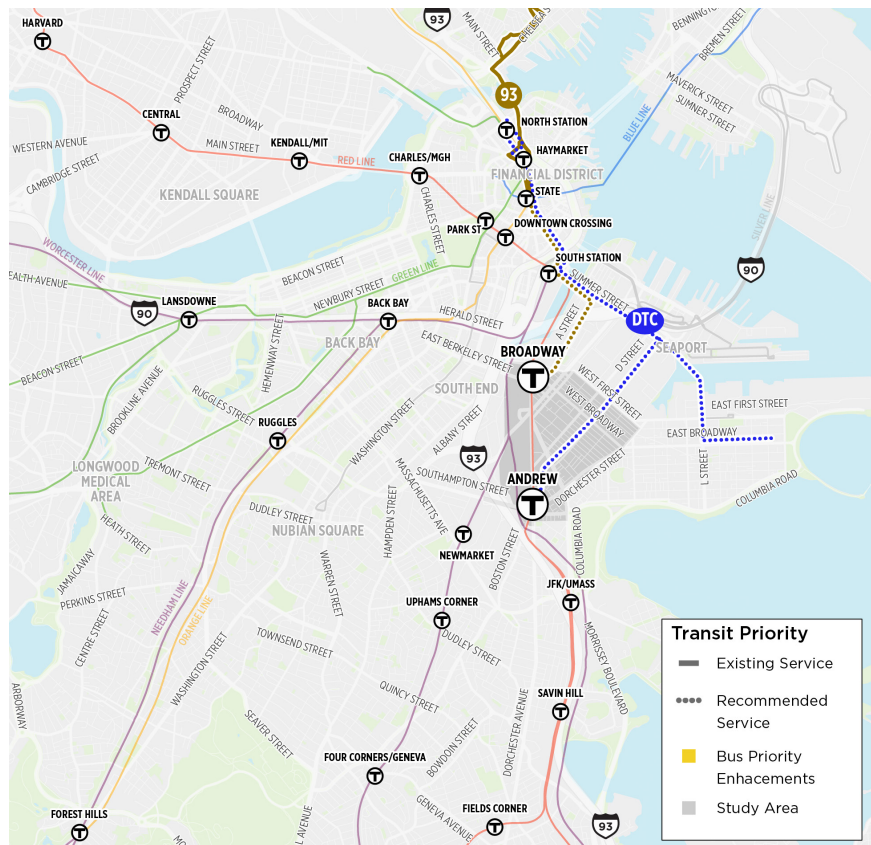 HARVARD
T
93
MAIN STREET
CHELSEA S
BENNINGTON
BREMEN STREET
PROSPECT STREET
93
MAVERICK STREET
SUMNER STREET
CENTRAL
T
BROADWAY
NORTH STATION
T
BLUE LINE
WESTERN AVENUE
MAIN STREET
KENDALL/MIT
T
RED LINE
CHARLES/MGH
T
HAYMARKET
T
CAMBRIDGE STREET
FINANCIAL DISTRICT
KENDALL SQUARE
CHARLES STREET
STATE
T
SILVER LINE
PARK ST
T
DOWNTOWN CROSSING
T
WORCESTER LINE
BEACON STREET
GREEN LINE
SOUTH STATION
T
90
EALTH AVENUE
NEWBURY STREET
SUMMER STREET
LANSDOWNE
T
90
BACK BAY
T
HERALD STREET
A STREET
DTC
HEMENWAY STREET
BACK BAY
EAST BERKELEY STREET
BROADWAY
T
D STREET
SEAPORT
BEACON STREET
BROOKLINE AVENUE
SOUTH END
WEST FIRST STREET
RUGGLES STREET
WASHINGTON STREET
WEST BROADWAY
EAST FIRST STREET
RUGGLES
T
ALBANY STREET
EAST BROADWAY
LONGWOOD
MEDICAL
AREA
TREMONT STREET
93
MASSACHUSETTS AVE
SOUTHAMPTON STREET
ANDREW
T
DORCHESTER STREET
L STREET
COLUMBIA ROAD
HEATH STREET
DUDLEY STREET
NUBIAN SQUARE
HAMPDEN STREET
NEWMARKET
T
BOSTON STREET
COLUMBIA ROAD
JAMAICAWAY
WARREN STREET
JFK/UMASS
T
PERKINS STREET
CENTRE STREET
NEEDHAM LINE
ORANGE LINE
UPHAMS CORNER
T
MORRISSEY BOULEVARD
TOWNSEND STREET
DUDLEY STREET
WASHINGTON STREET
QUINCY STREET
SAVIN HILL
T
ARBORWAY
SEAVER STREET
BOWDOIN STREET
DORCHESTER AVENUE
FOUR CORNERS/GENEVA
T
FOREST HILLS
T
L AVENUE
GENEVA AVENUE
FIELDS CORNER
T
93
MO
Transit Priority
Existing Service
Recommended
Service
Bus Priority
Enhacements
Study Area